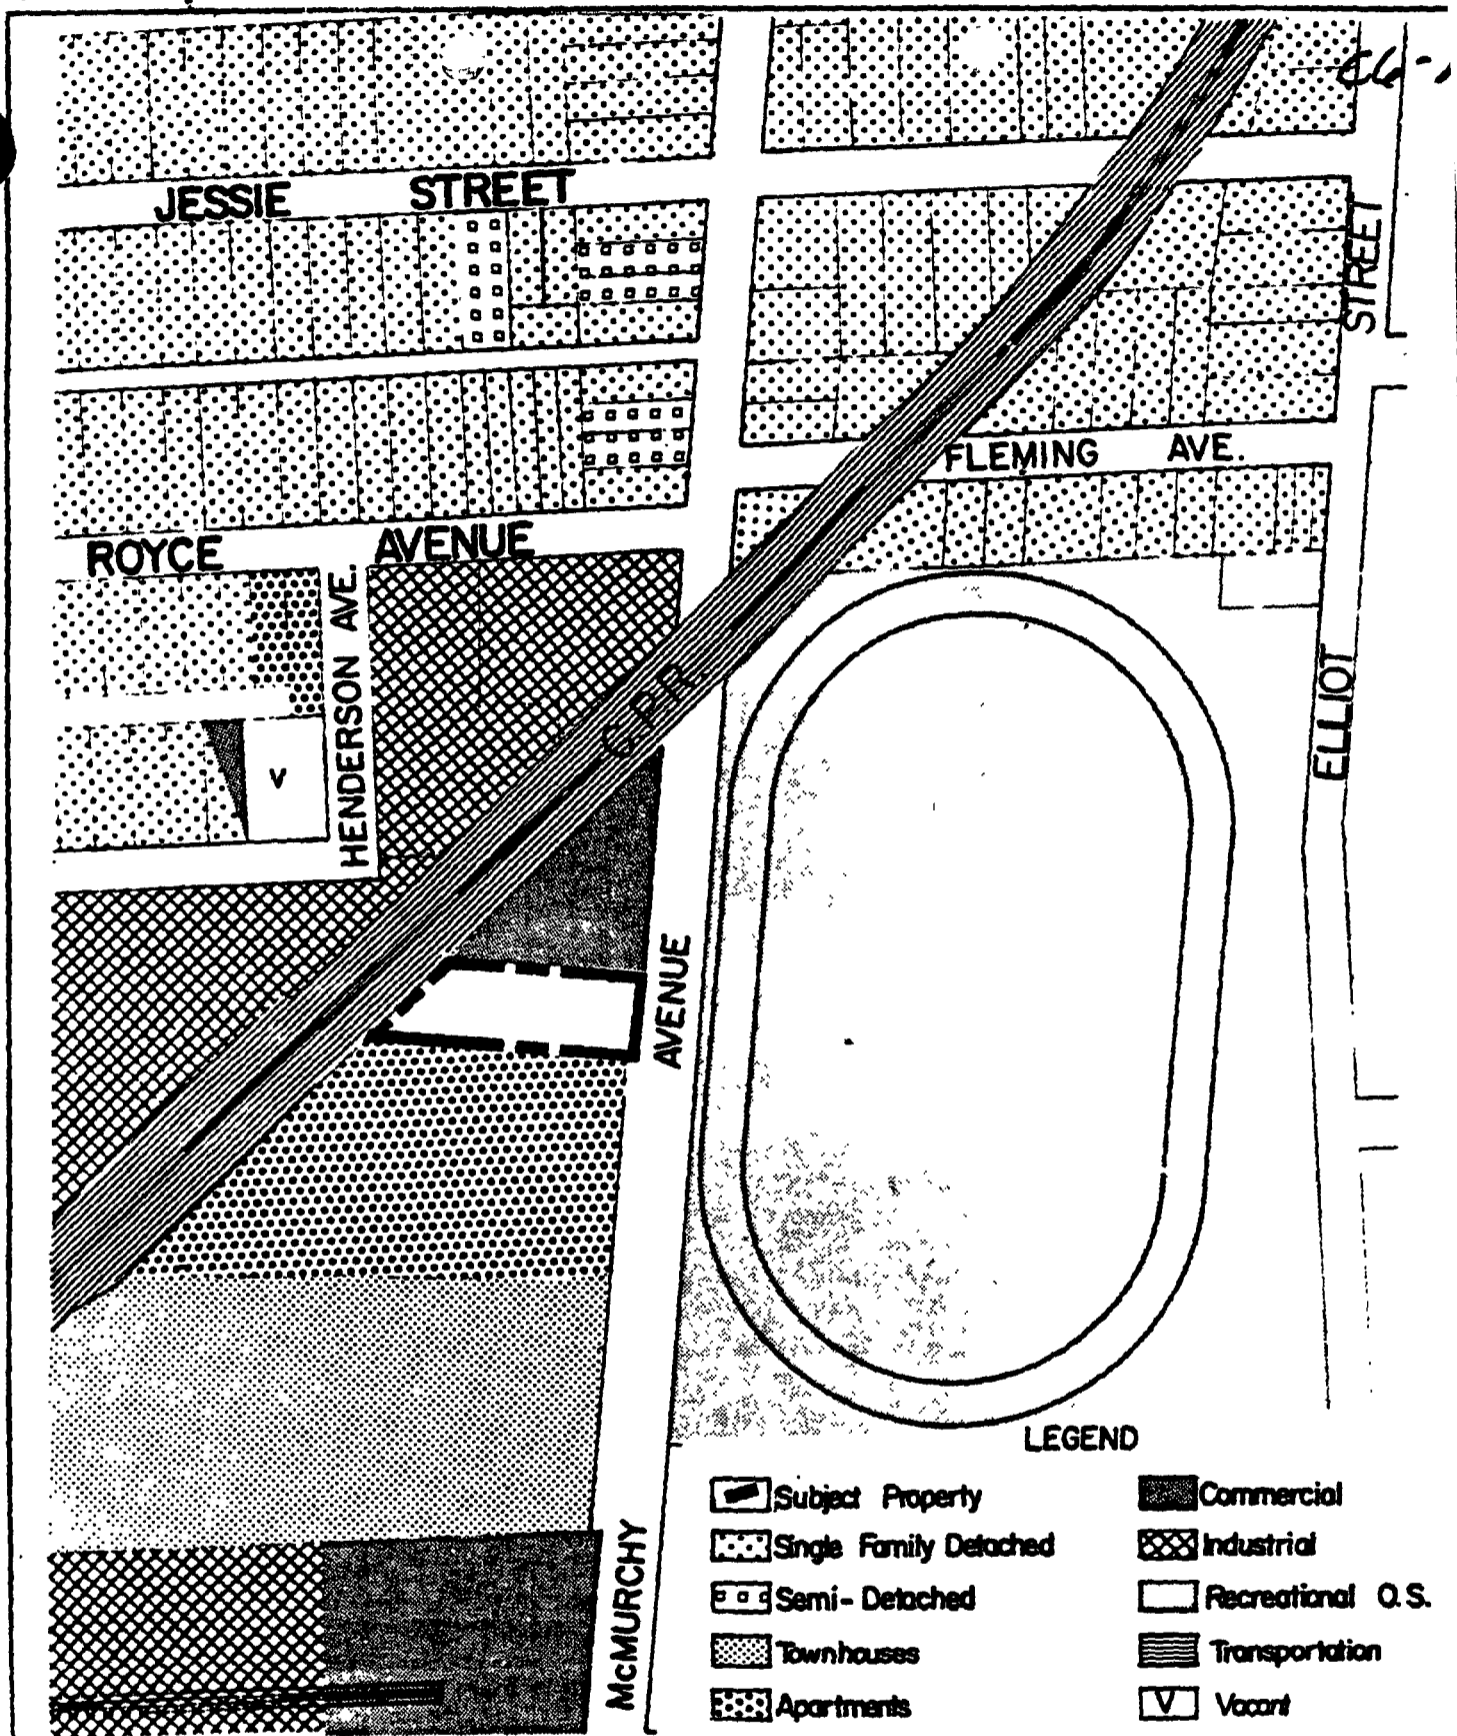 JESSIE STREET
STREET
FLEMING AVE.
ROYCE AVENUE
HENDERSON AVE.
C.P.R.
V
ELLIOT
AVENUE
McMURCHY
LEGEND
Subject Property
Single Family Detached
Semi-Detached
Townhouses
Apartments
Commercial
Industrial
Recreational O.S.
Transportation
V Vacant